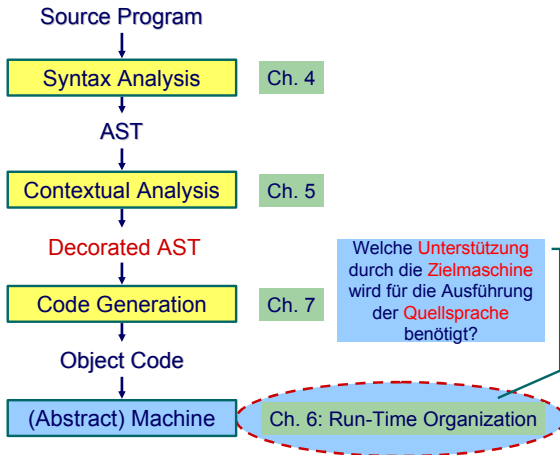 Source Program
Syntax Analysis
Ch. 4
AST
Contextual Analysis
Ch. 5
Decorated AST
Welche Unterstützung
durch die Zielmaschine
wird für die Ausführung
der Quellsprache
benötigt?
Code Generation
Ch. 7
Object Code
(Abstract) Machine
Ch. 6: Run-Time Organization